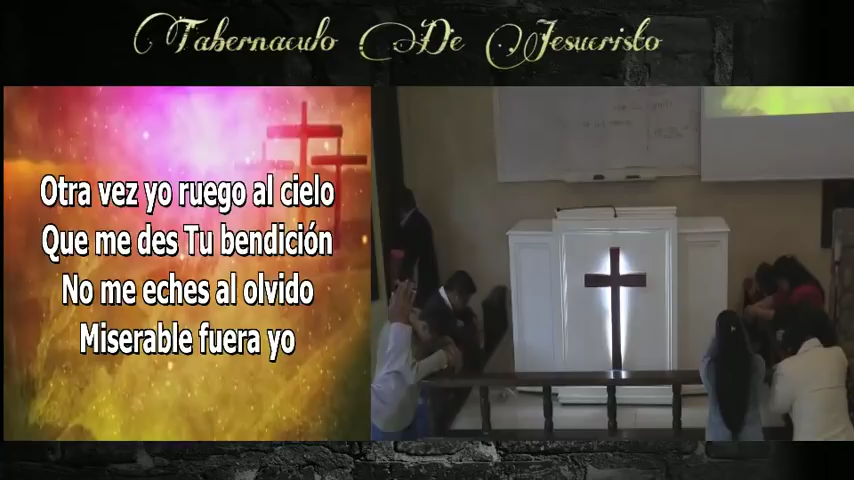 Tabernaculo De Jesucristo
Otra vez yo ruego al cielo
Que me des Tu bendición
No me eches al olvido
Miserable fuera yo